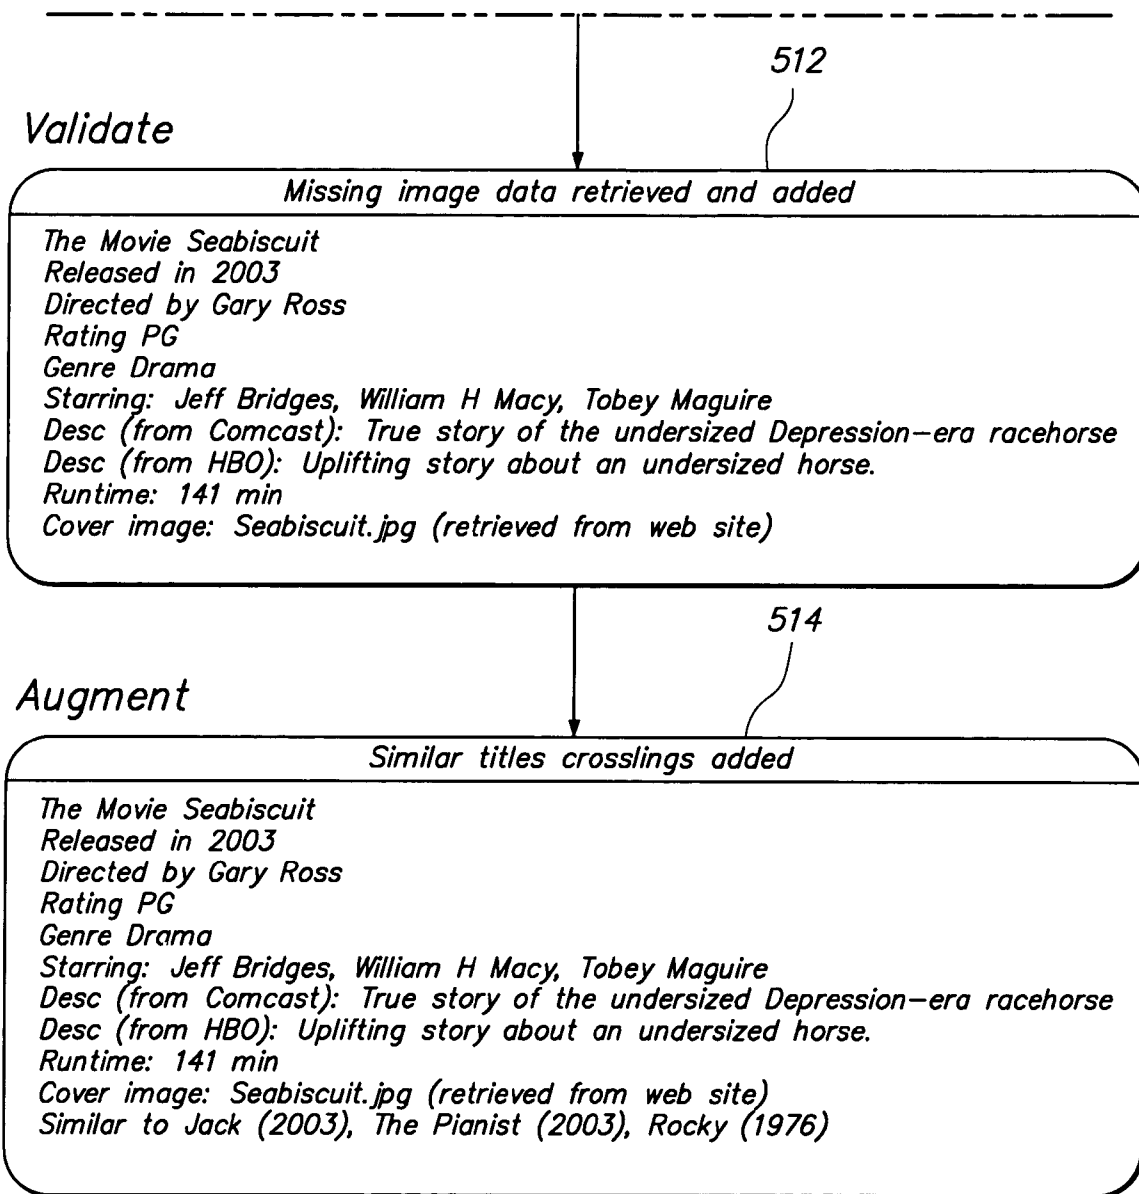 512
Validate
Missing image data retrieved and added
The Movie Seabiscuit
Released in 2003
Directed by Gary Ross
Rating PG
Genre Drama
Starring: Jeff Bridges, William H Macy, Tobey Maguire
Desc (from Comcast): True story of the undersized Depression-era racehorse
Desc (from HBO): Uplifting story about an undersized horse.
Runtime: 141 min
Cover image: Seabiscuit.jpg (retrieved from web site)
514
Augment
Similar titles crosslings added
The Movie Seabiscuit
Released in 2003
Directed by Gary Ross
Rating PG
Genre Drama
Starring: Jeff Bridges, William H Macy, Tobey Maguire
Desc (from Comcast): True story of the undersized Depression-era racehorse
Desc (from HBO): Uplifting story about an undersized horse.
Runtime: 141 min
Cover image: Seabiscuit.jpg (retrieved from web site)
Similar to Jack (2003), The Pianist (2003), Rocky (1976)